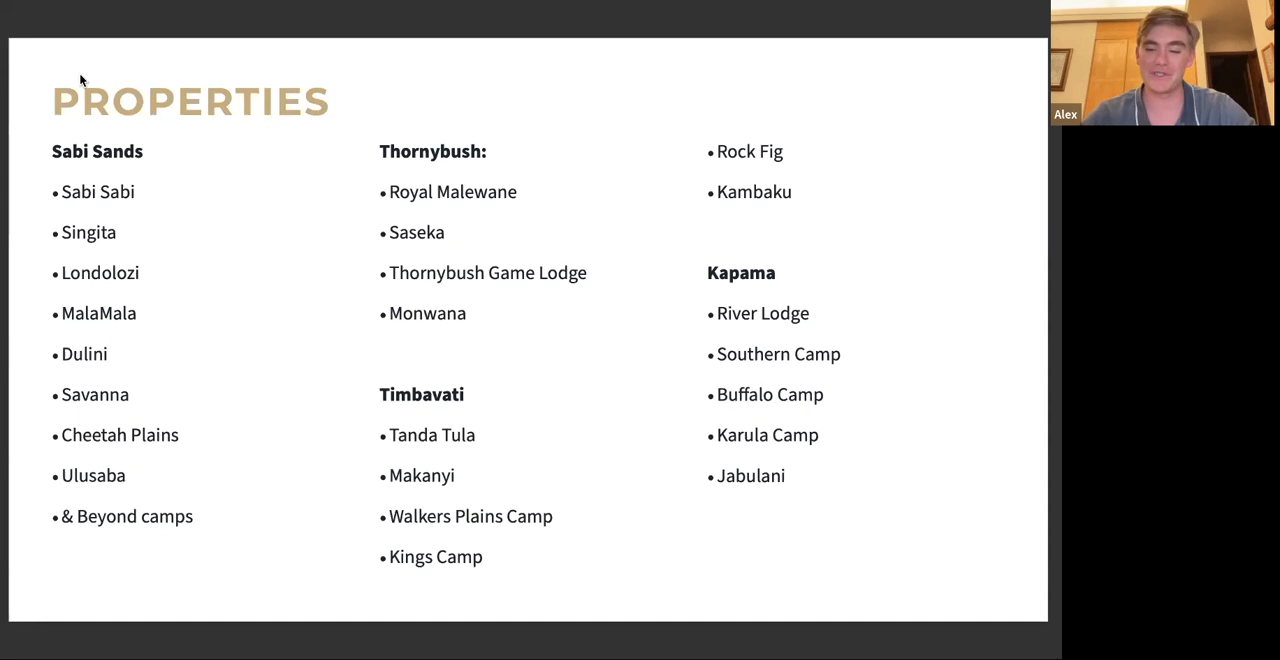 PROPERTIES
Sabi Sands
• Sabi Sabi
• Singita
• Londolozi
• MalaMala
• Dulini
• Savanna
• Cheetah Plains
• Ulusaba
• & Beyond camps
Thornybush:
• Royal Malewane
• Saseka
• Thornybush Game Lodge
• Monwana
Timbavati
• Tanda Tula
• Makanyi
• Walkers Plains Camp
• Kings Camp
• Rock Fig
• Kambaku
Kapama
• River Lodge
• Southern Camp
• Buffalo Camp
• Karula Camp
• Jabulani
Alex